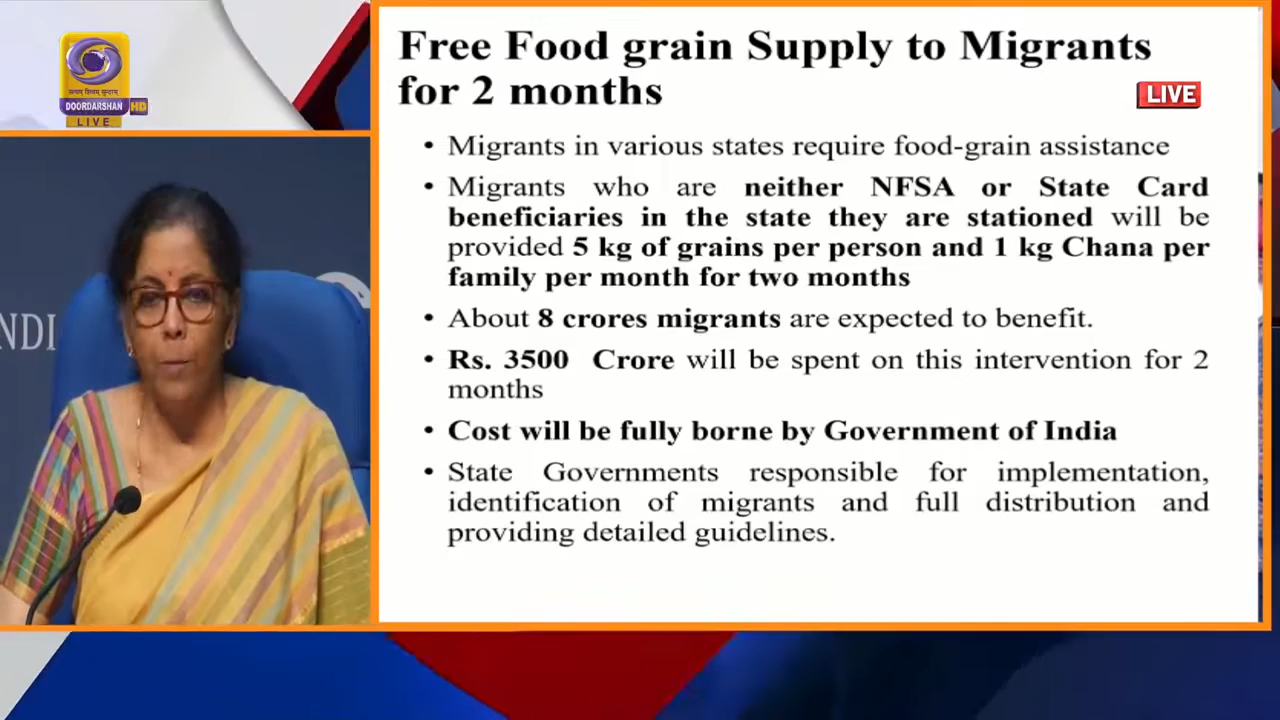 सत्यम् शिवम् सुन्दरम्
DOORDARSHAN HD
LIVE
NDI
Free Food grain Supply to Migrants
for 2 months
LIVE
• Migrants in various states require food-grain assistance
• Migrants who are neither NFSA or State Card
beneficiaries in the state they are stationed will be
provided 5 kg of grains per person and 1 kg Chana per
family per month for two months
• About 8 crores migrants are expected to benefit.
• Rs. 3500 Crore will be spent on this intervention for 2
months
• Cost will be fully borne by Government of India
• State Governments responsible for implementation,
identification of migrants and full distribution and
providing detailed guidelines.